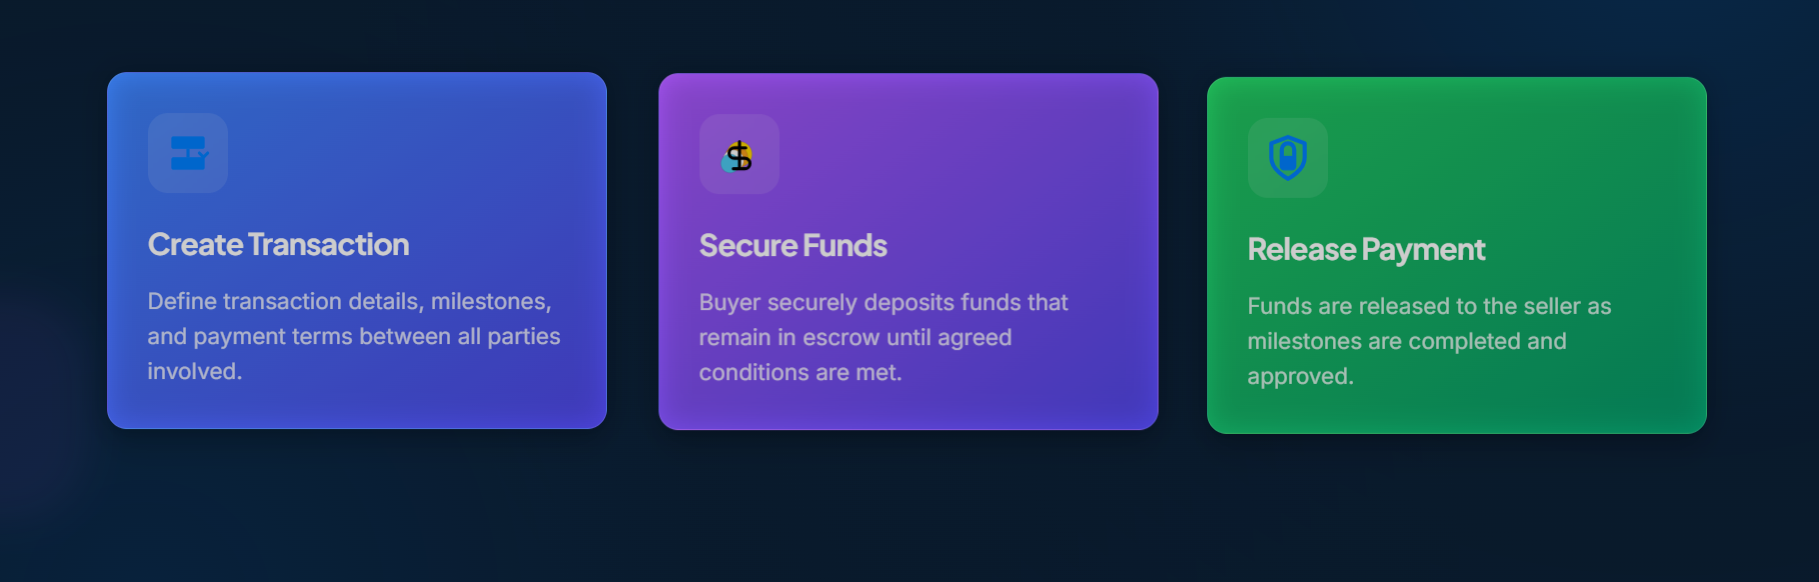 Create Transaction
Define transaction details, milestones,
and payment terms between all parties
involved.
$
Secure Funds
Buyer securely deposits funds that
remain in escrow until agreed
conditions are met.
Release Payment
Funds are released to the seller as
milestones are completed and
approved.